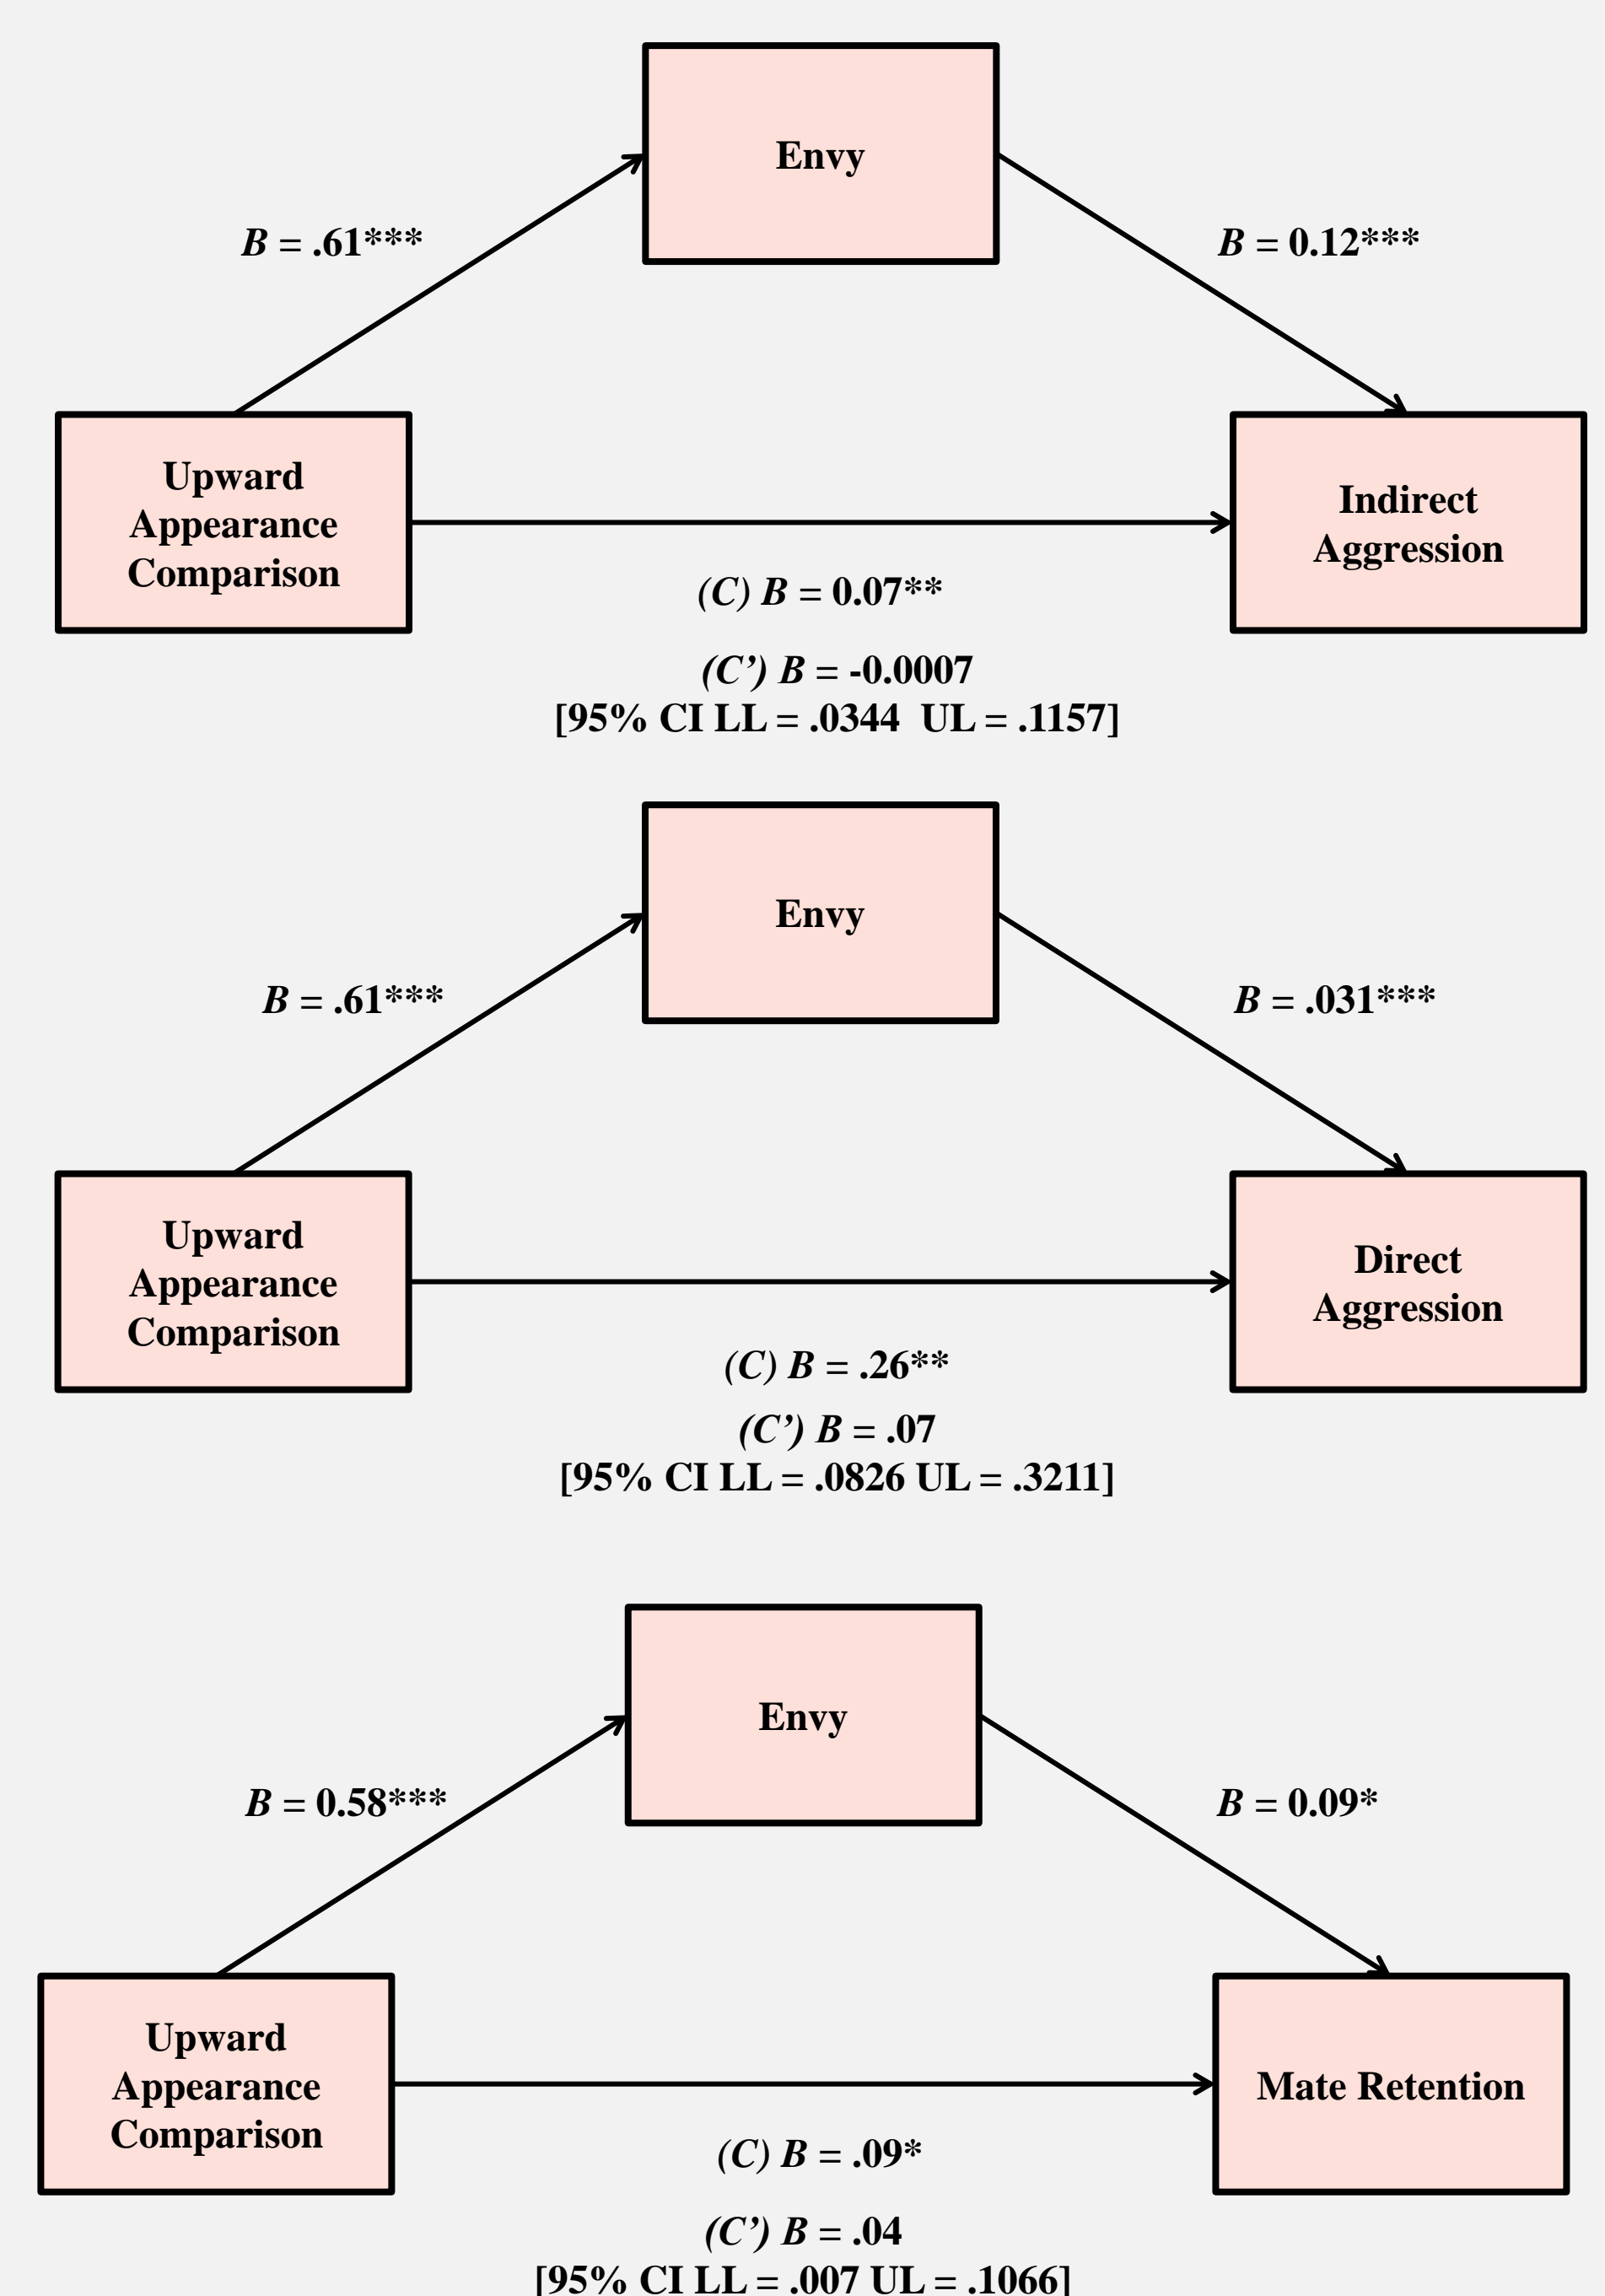 Envy
B = .61***
B = 0.12***
Upward
Appearance
Comparison
Indirect
Aggression
(C) B = 0.07**
(C’) B = -0.0007
[95% CI LL = .0344 UL = .1157]
Envy
B = .61***
B = .031***
Upward
Appearance
Comparison
Direct
Aggression
(C) B = .26**
(C’) B = .07
[95% CI LL = .0826 UL = .3211]
Envy
B = 0.58***
B = 0.09*
Upward
Appearance
Comparison
Mate Retention
(C) B = .09*
(C’) B = .04
[95% CI LL = .007 UL = .1066]